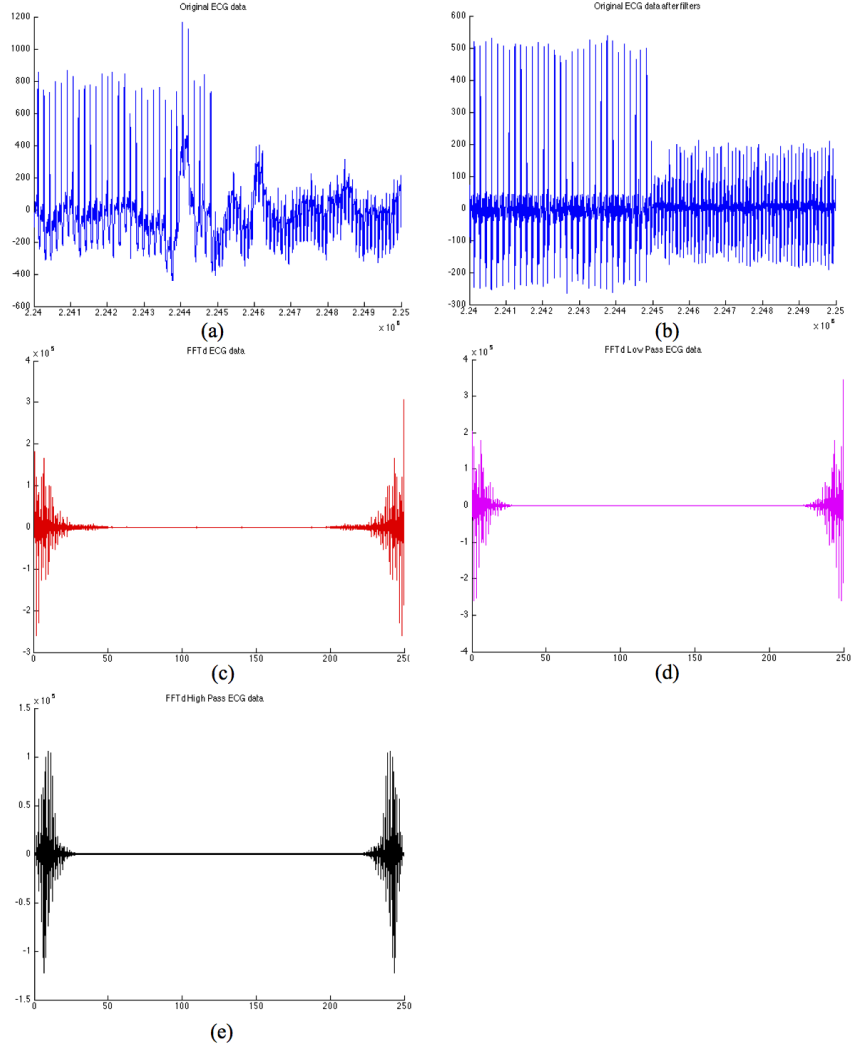 Original ECG data
1200
1000
800
600
400
200
0
-200
-400
-600
2.24 2.241 2.242 2.243 2.244 2.245 2.246 2.247 2.248 2.249 2.25
x 10^6
(a)
Original ECG data after filters
600
500
400
300
200
100
0
-100
-200
-300
2.24 2.241 2.242 2.243 2.244 2.245 2.246 2.247 2.248 2.249 2.25
x 10^6
(b)
FFTd ECG data
x 10^5
4
3
2
1
0
-1
-2
-3
0 50 100 150 200 250
(c)
FFTd Low Pass ECG data
x 10^5
4
3
2
1
0
-1
-2
-3
-4
0 50 100 150 200 250
(d)
FFTd High Pass ECG data
x 10^5
1.5
1
0.5
0
-0.5
-1
-1.5
0 50 100 150 200 250
(e)